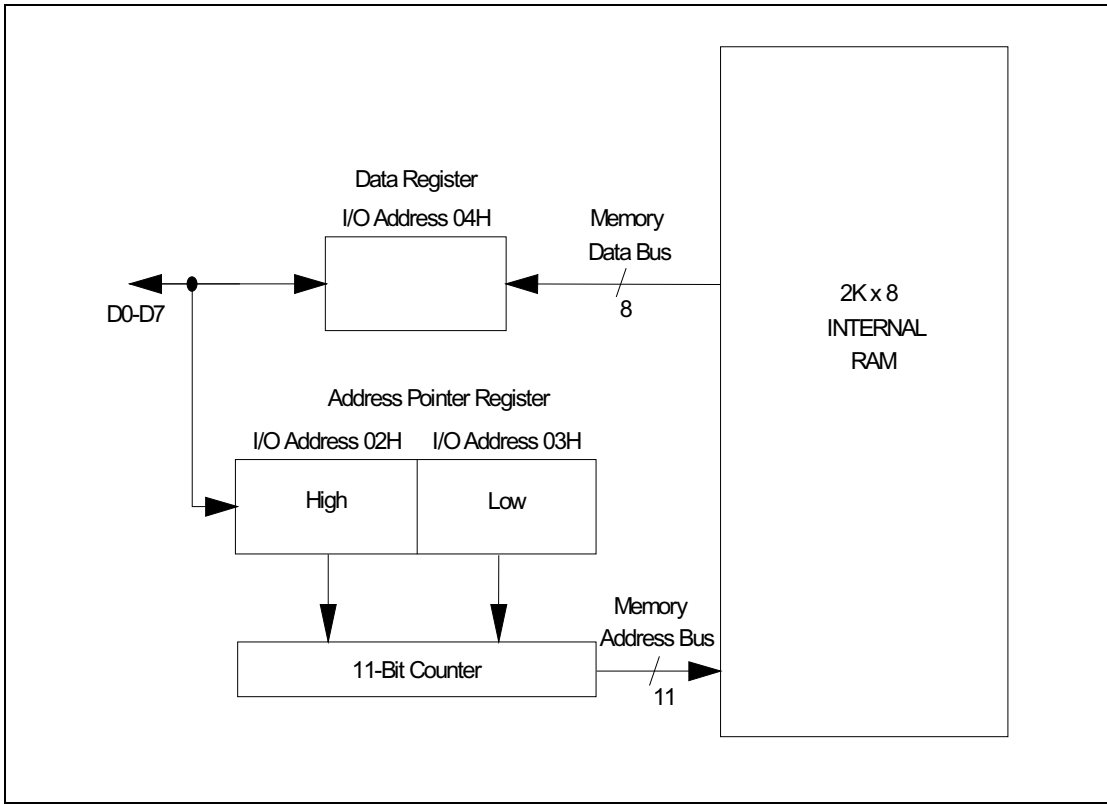 Data Register
I/O Address 04H
Memory
Data Bus
8
D0-D7
2K x 8
INTERNAL
RAM
Address Pointer Register
I/O Address 02H
I/O Address 03H
High
Low
Memory
Address Bus
11
11-Bit Counter